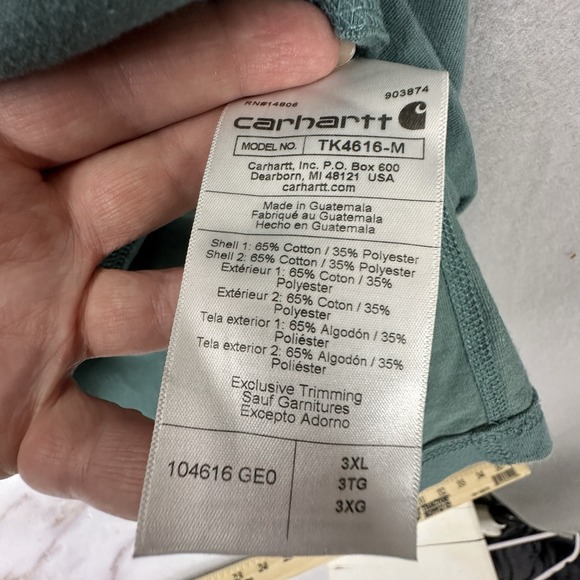 RN#14806
903874
carhartt
MODEL NO. TK4616-M
Carhartt, Inc. P.O. Box 600
Dearborn, MI 48121 USA
carhartt.com
Made in Guatemala
Fabriqué au Guatemala
Hecho en Guatemala
Shell 1: 65% Cotton / 35% Polyester
Shell 2: 65% Cotton / 35% Polyester
Extérieur 1: 65% Coton / 35%
Polyester
Extérieur 2: 65% Coton / 35%
Polyester
Tela exterior 1: 65% Algodón / 35%
Poliéster
Tela exterior 2: 65% Algodón / 35%
Poliéster
Exclusive Trimming
Sauf Garnitures
Excepto Adorno
104616 GE0
3XL
3TG
3XG